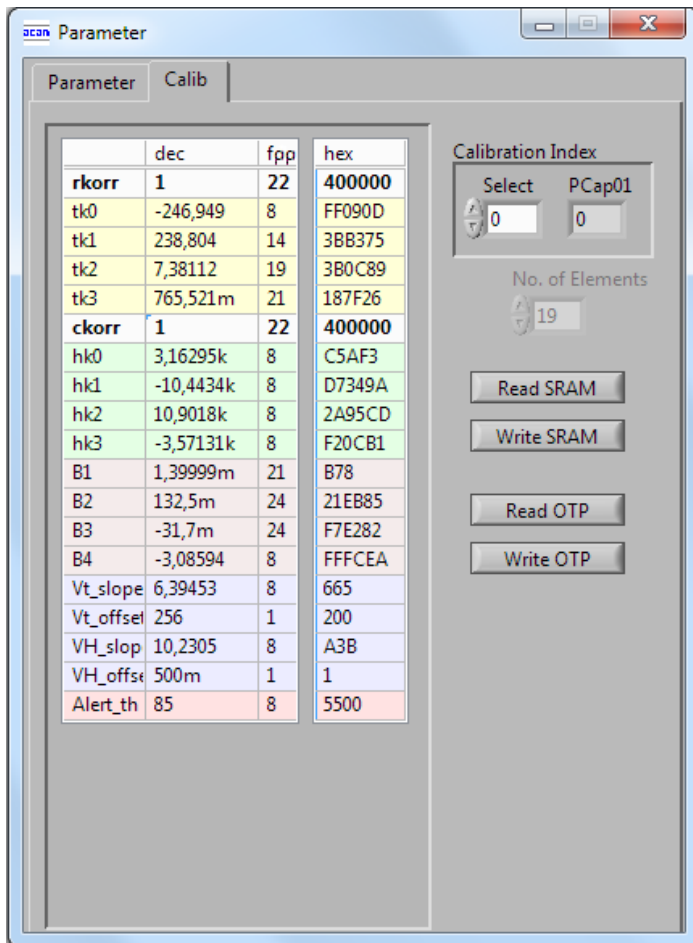 acam Parameter
Parameter Calib
dec fpp hex
rkorr 1 22 400000
tk0 -246,949 8 FF090D
tk1 238,804 14 3BB375
tk2 7,38112 19 3B0C89
tk3 765,521m 21 187F26
ckorr 1 22 400000
hk0 3,16295k 8 C5AF3
hk1 -10,4434k 8 D7349A
hk2 10,9018k 8 2A95CD
hk3 -3,57131k 8 F20CB1
B1 1,39999m 21 B78
B2 132,5m 24 21EB85
B3 -31,7m 24 F7E282
B4 -3,08594 8 FFFCEA
Vt_slope 6,39453 8 665
Vt_offset 256 1 200
VH_slop 10,2305 8 A3B
VH_offse 500m 1 1
Alert_th 85 8 5500
Calibration Index
Select PCap01
0 0
No. of Elements
19
Read SRAM
Write SRAM
Read OTP
Write OTP